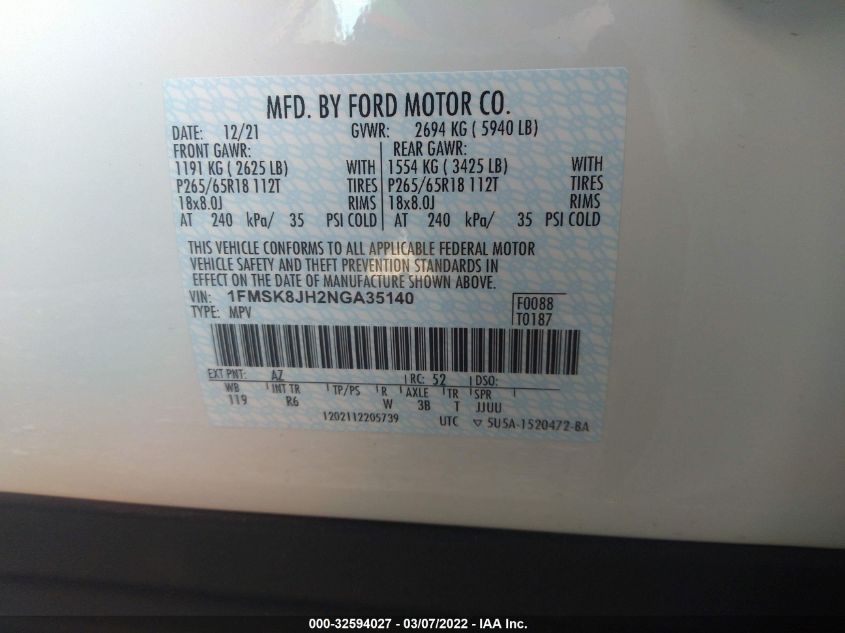 MFD. BY FORD MOTOR CO.
DATE: 12/21 GVWR: 2694 KG ( 5940 LB)
FRONT GAWR: REAR GAWR:
1191 KG ( 2625 LB) WITH 1554 KG ( 3425 LB) WITH
P265/65R18 112T TIRES P265/65R18 112T TIRES
18x8.0J RIMS 18x8.0J RIMS
AT 240 kPa/ 35 PSI COLD AT 240 kPa/ 35 PSI COLD
THIS VEHICLE CONFORMS TO ALL APPLICABLE FEDERAL MOTOR
VEHICLE SAFETY AND THEFT PREVENTION STANDARDS IN
EFFECT ON THE DATE OF MANUFACTURE SHOWN ABOVE.
VIN: 1FMSK8JH2NGA35140 F0088
TYPE: MPV T0187
EXT PNT: AZ RC: 52 DSO:
WB INT TR TP/PS R AXLE TR SPR
119 R6 W 3B T JJUU
1202112205739 UTC ▽ 5U5A-1520472-BA
000-32594027 - 03/07/2022 - IAA Inc.